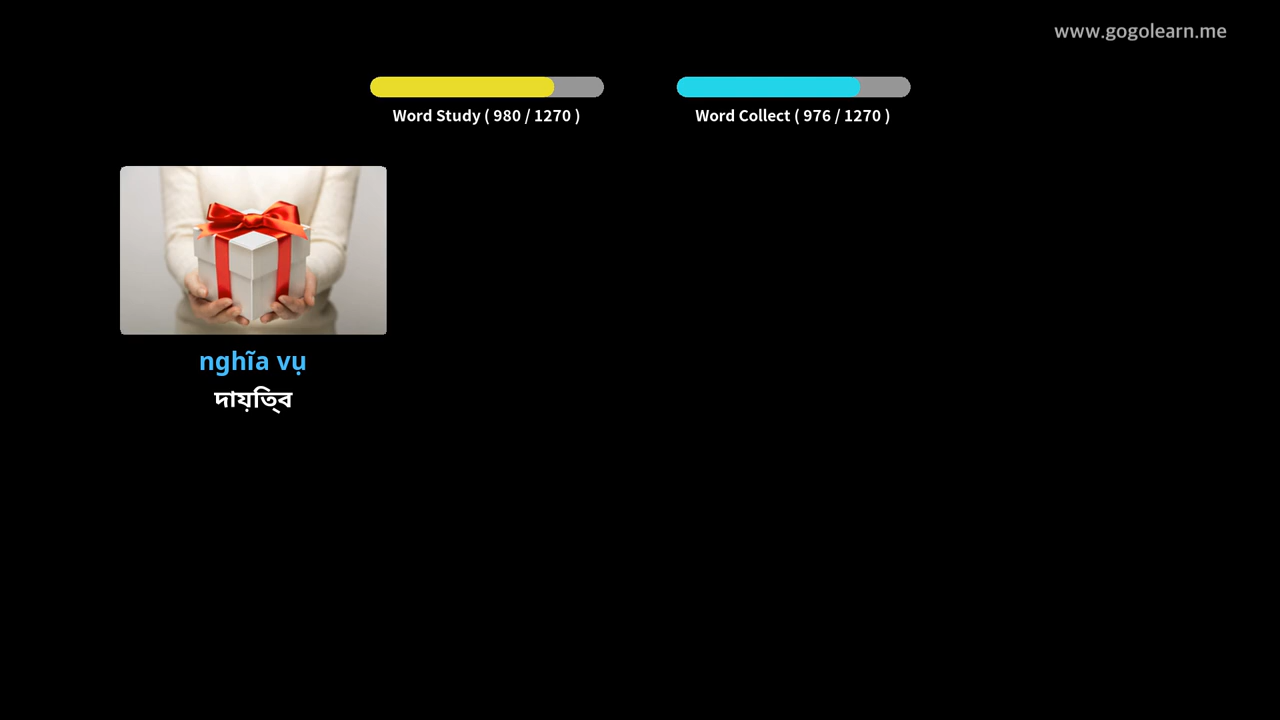 www.gogolearn.me
Word Study ( 980 / 1270 )
Word Collect ( 976 / 1270 )
nghĩa vụ
দায়ত্বি